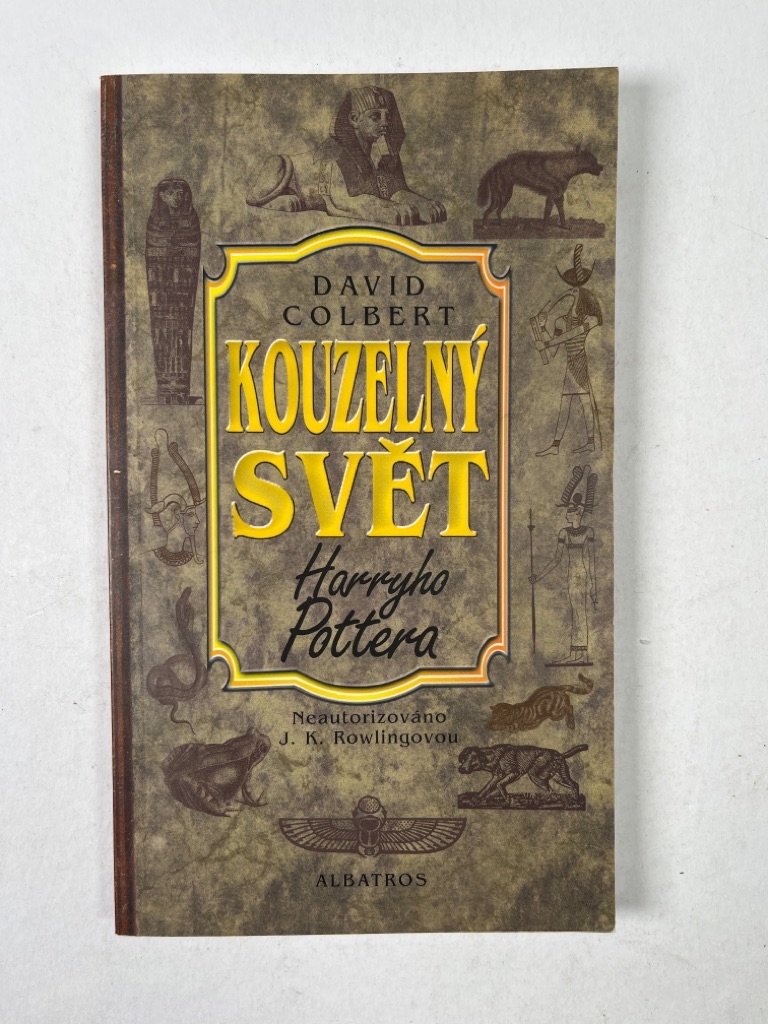 DAVID
COLBERT
KOUZELNÝ
SVĚT
Harryho
Pottera
Neautorizováno
J. K. Rowlingovou
ALBATROS